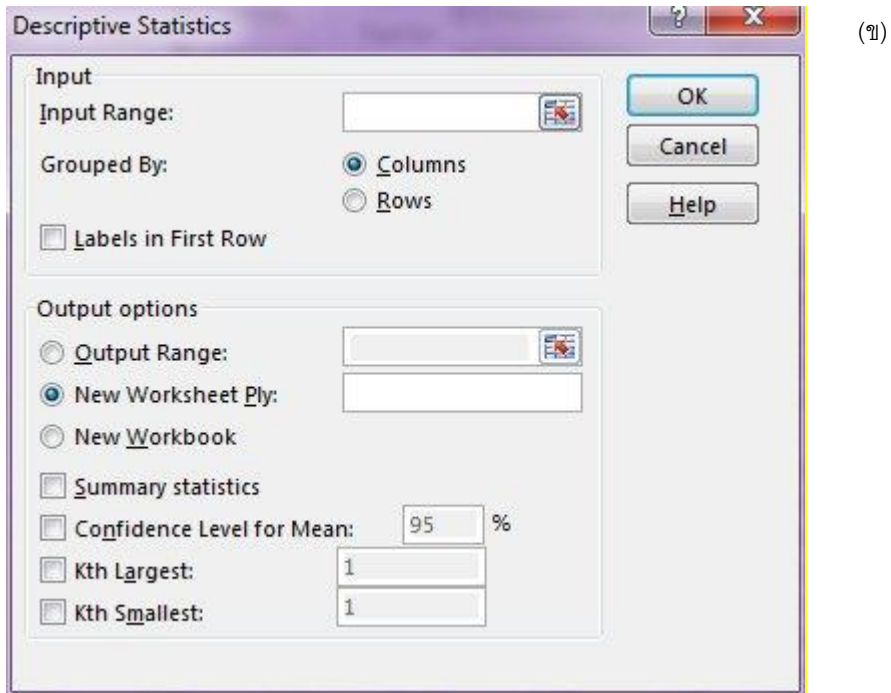 Descriptive Statistics ? X
(ข)
Input
Input Range:
OK
Grouped By: Columns
Cancel
Rows
Help
Labels in First Row
Output options
Output Range:
New Worksheet Ply:
New Workbook
Summary statistics
Confidence Level for Mean: 95 %
Kth Largest: 1
Kth Smallest: 1